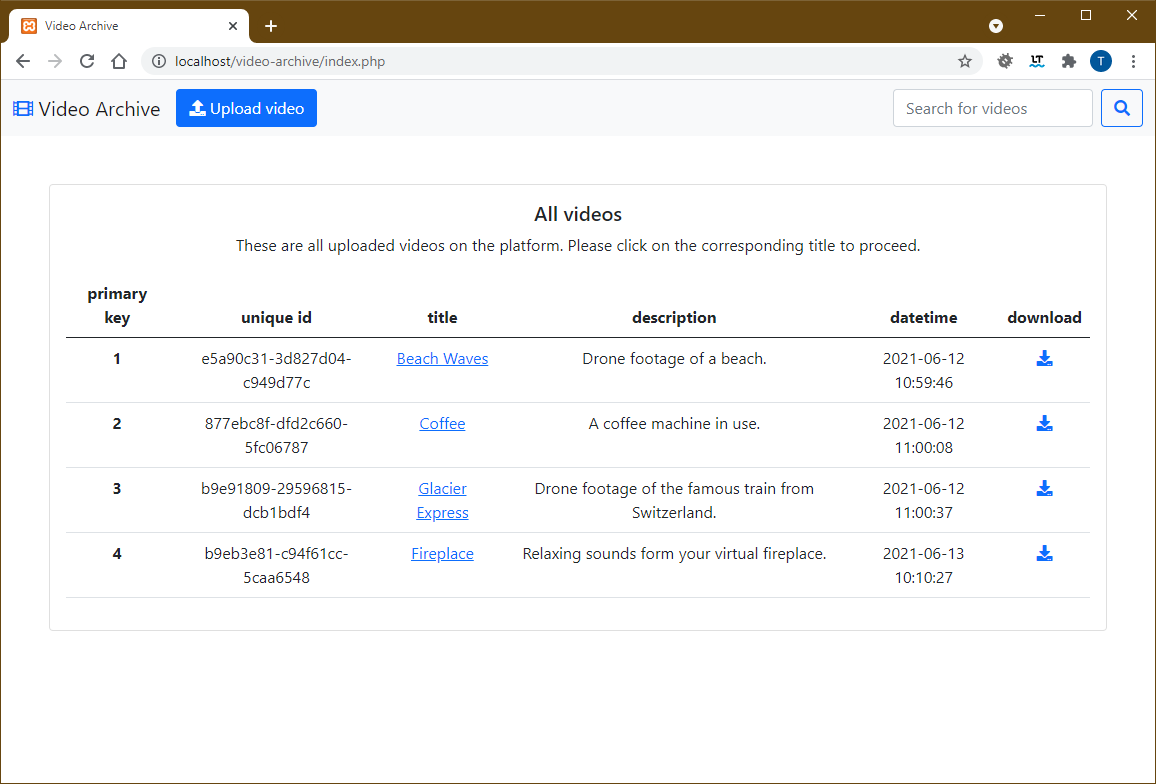 Video Archive
localhost/video-archive/index.php
LT
T
Video Archive
Upload video
Search for videos
All videos
These are all uploaded videos on the platform. Please click on the corresponding title to proceed.
primary
key
unique id
title
description
datetime
download
1
e5a90c31-3d827d04-
c949d77c
Beach Waves
Drone footage of a beach.
2021-06-12
10:59:46
2
877ebc8f-dfd2c660-
5fc06787
Coffee
A coffee machine in use.
2021-06-12
11:00:08
3
b9e91809-29596815-
dcb1bdf4
Glacier
Express
Drone footage of the famous train from
Switzerland.
2021-06-12
11:00:37
4
b9eb3e81-c94f61cc-
5caa6548
Fireplace
Relaxing sounds form your virtual fireplace.
2021-06-13
10:10:27